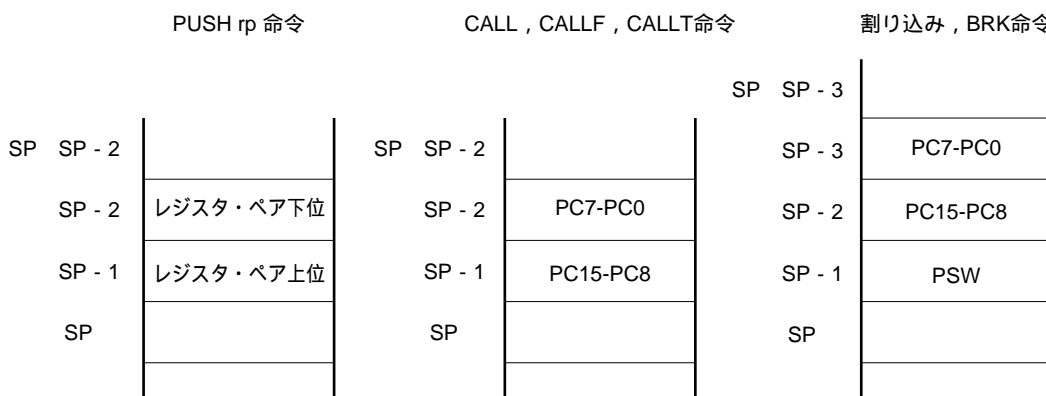 PUSH rp 命令
CALL , CALLF , CALLT命令
割り込み , BRK命令
SP SP - 3
SP SP - 2
SP SP - 2
SP - 3 PC7-PC0
SP - 2 レジスタ・ペア下位
SP - 2 PC7-PC0
SP - 2 PC15-PC8
SP - 1 レジスタ・ペア上位
SP - 1 PC15-PC8
SP - 1 PSW
SP
SP
SP